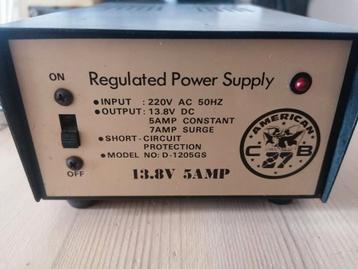 ON
Regulated Power Supply
• INPUT : 220V AC 50HZ
• OUTPUT: 13.8V DC
5AMP CONSTANT
7AMP SURGE
• SHORT-CIRCUIT
PROTECTION
• MODEL NO: D-1205GS
OFF
13.8V 5AMP
AMERICAN
CB
27